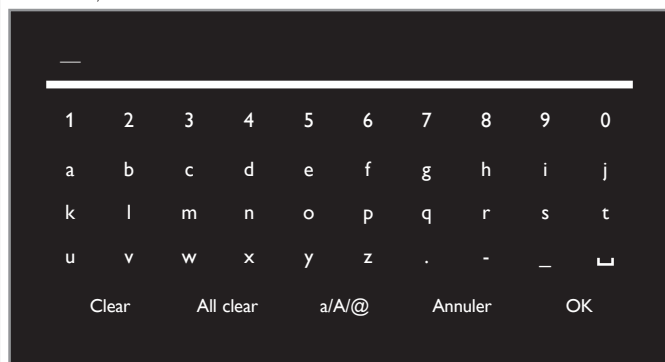 _
1 2 3 4 5 6 7 8 9 0
a b c d e f g h i j
k l m n o p q r s t
u v w x y z . - _ ␣
Clear All clear a/A/@ Annuler OK